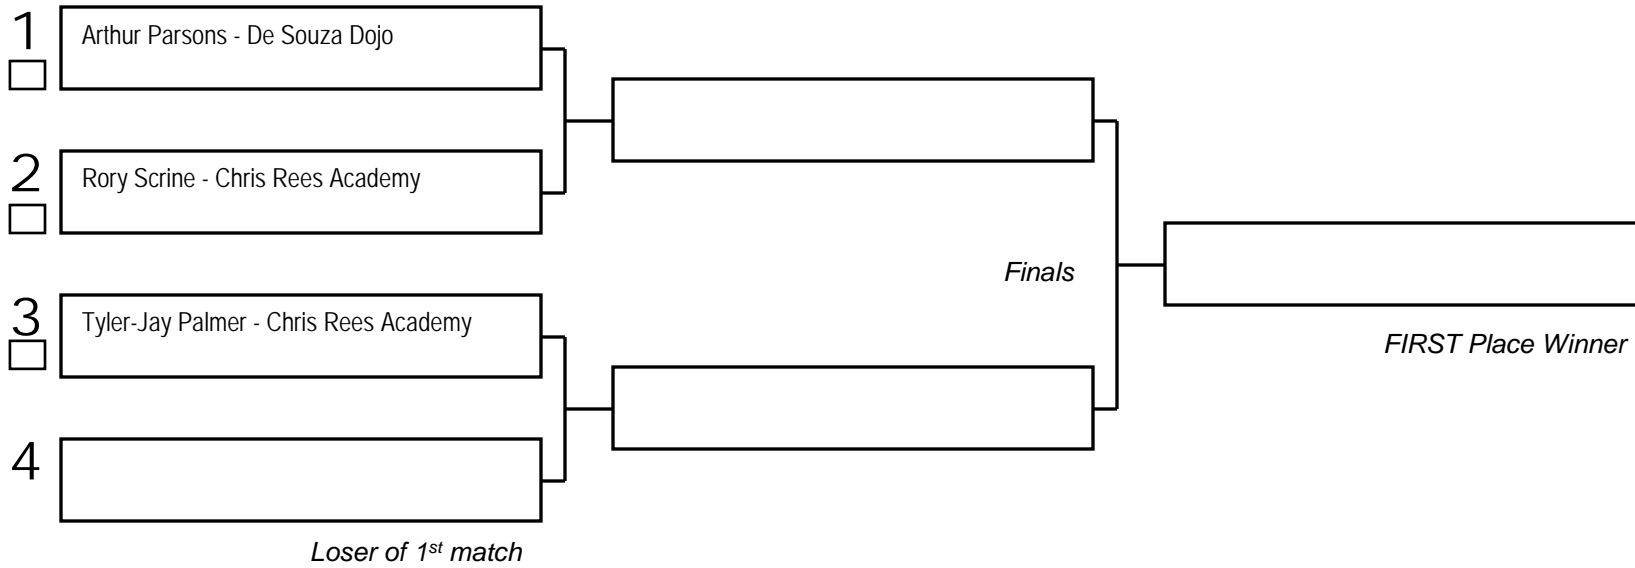 1
Arthur Parsons - De Souza Dojo
2
Rory Scrine - Chris Rees Academy
Finals
3
Tyler-Jay Palmer - Chris Rees Academy
FIRST Place Winner
4
Loser of 1st match